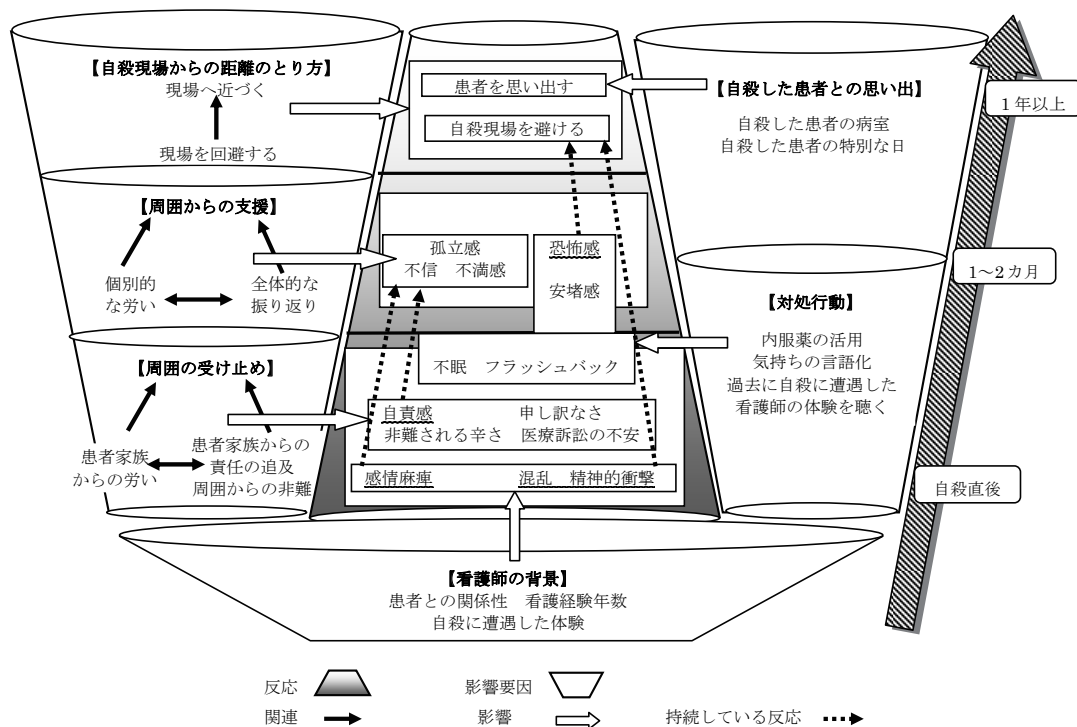 【自殺現場からの距離のとり方】
現場へ近づく
現場を回避する
【周囲からの支援】
個別的
な労い
全体的な
振り返り
【周囲の受け止め】
患者家族
からの労い
患者家族からの
責任の追及
周囲からの非難
患者を思い出す
自殺現場を避ける
孤立感
不信 不満感
恐怖感
安堵感
不眠 フラッシュバック
自責感 申し訳なさ
非難される辛さ 医療訴訟の不安
感情麻痺 混乱 精神的衝撃
【自殺した患者との思い出】
自殺した患者の病室
自殺した患者の特別な日
【対処行動】
内服薬の活用
気持ちの言語化
過去に自殺に遭遇した
看護師の体験を聴く
1年以上
1～2カ月
自殺直後
【看護師の背景】
患者との関係性 看護経験年数
自殺に遭遇した体験
反応 影響要因
関連 影響 持続している反応